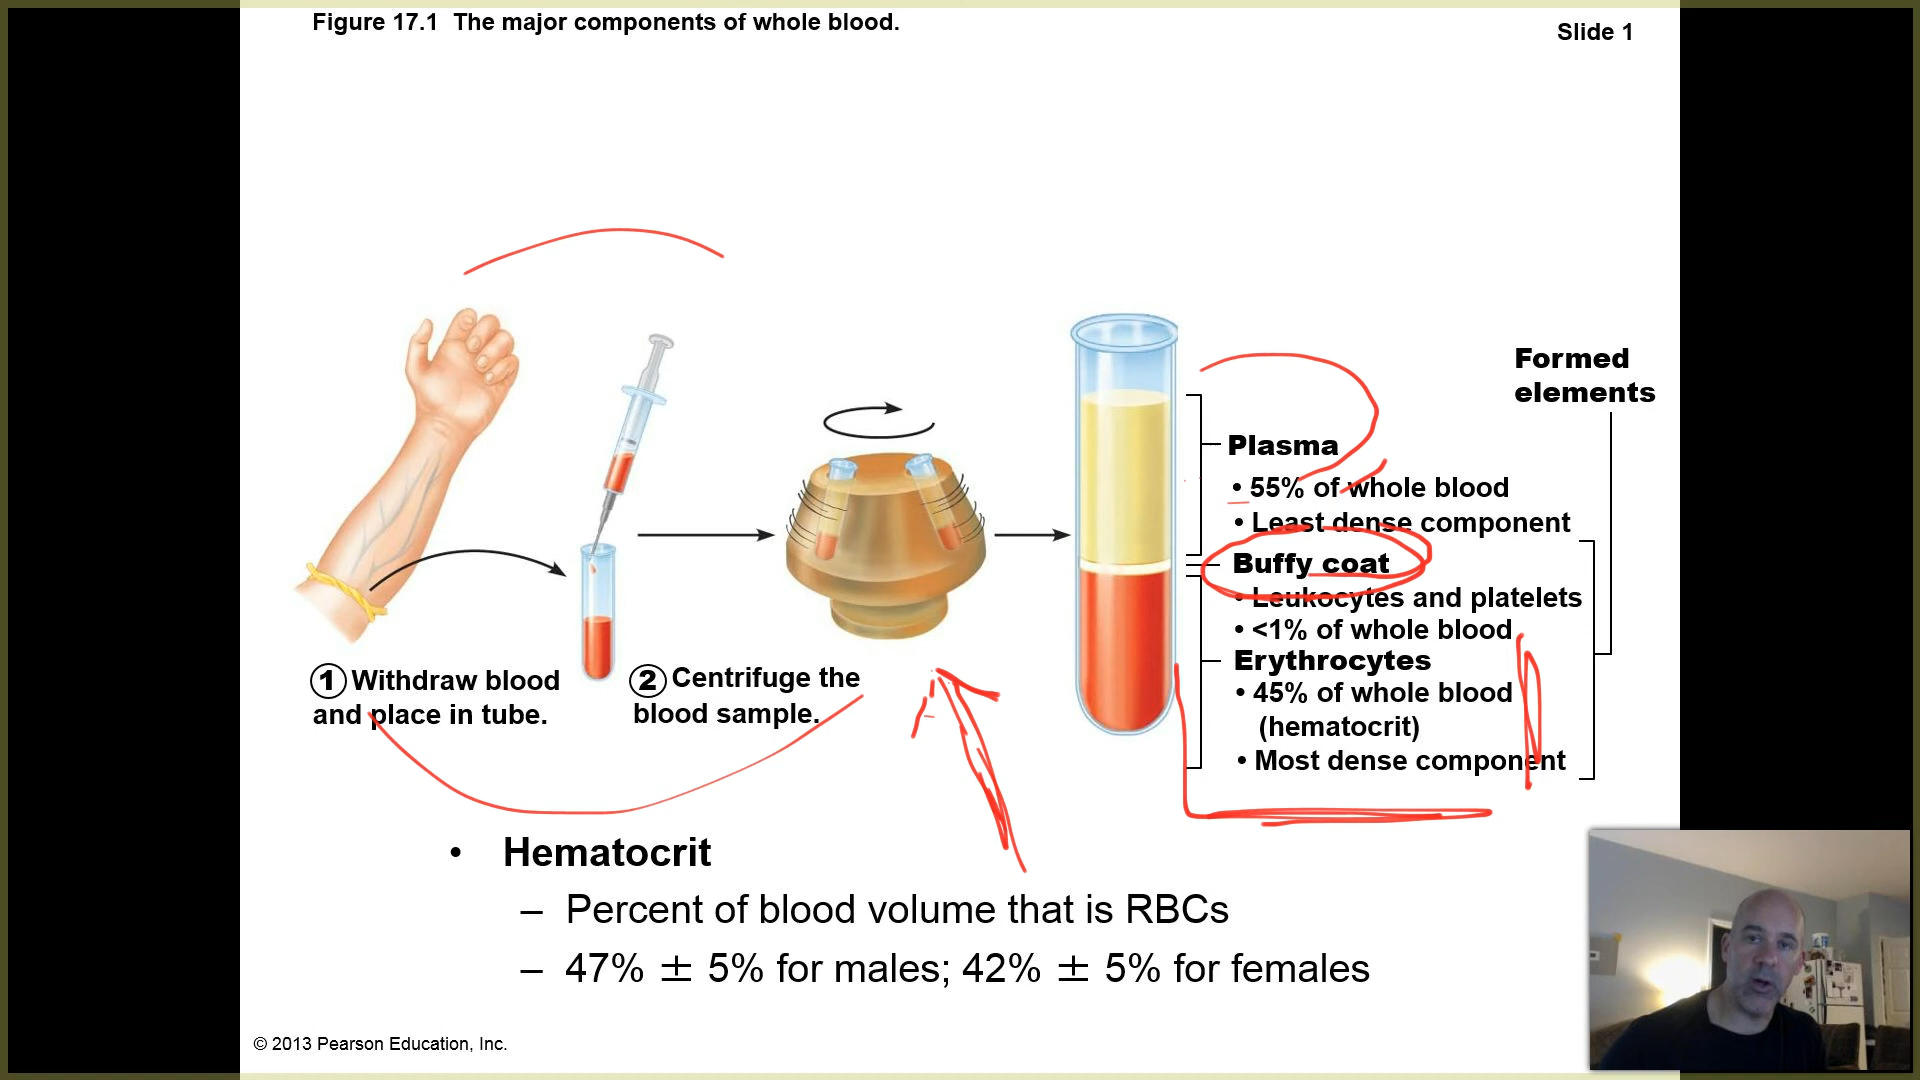 Figure 17.1 The major components of whole blood.
Slide 1
Formed
elements
Plasma
• 55% of whole blood
• Least dense component
Buffy coat
• Leukocytes and platelets
• <1% of whole blood
Erythrocytes
• 45% of whole blood
(hematocrit)
• Most dense component
1 Withdraw blood
and place in tube.
2 Centrifuge the
blood sample.
• Hematocrit
– Percent of blood volume that is RBCs
– 47% ± 5% for males; 42% ± 5% for females
© 2013 Pearson Education, Inc.